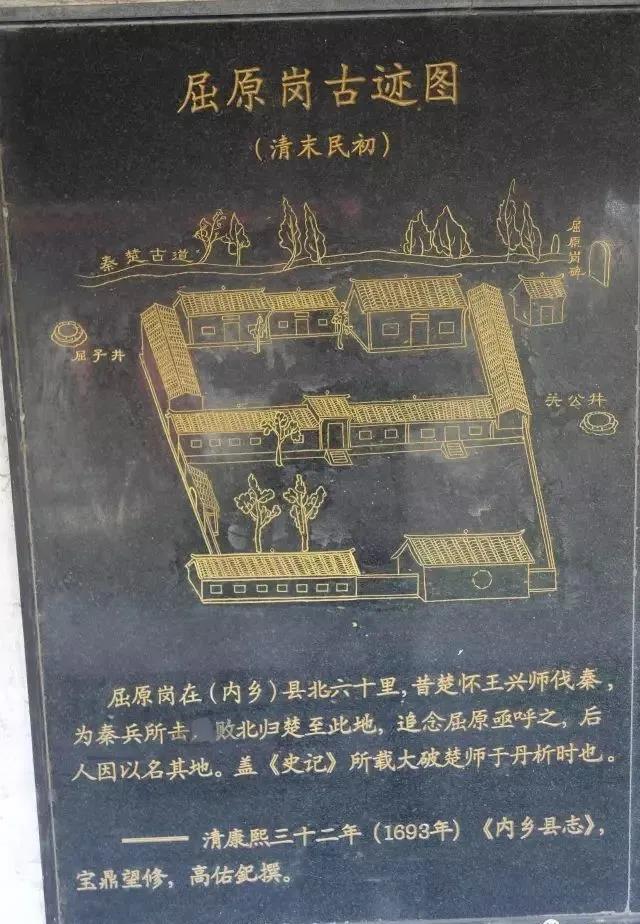 屈原岗古迹图
（清末民初）
秦楚古道
屈原岗碑
屈子井
关公井
屈原岗在（内乡）县北六十里，昔楚怀王兴师伐秦，
为秦兵所击，败北归楚至此地，追念屈原亟呼之，后
人因以名其地。盖《史记》所载大破楚师于丹析时也。
——清康熙三十二年（1693年）《内乡县志》，
宝鼎望修，高佑釲撰。